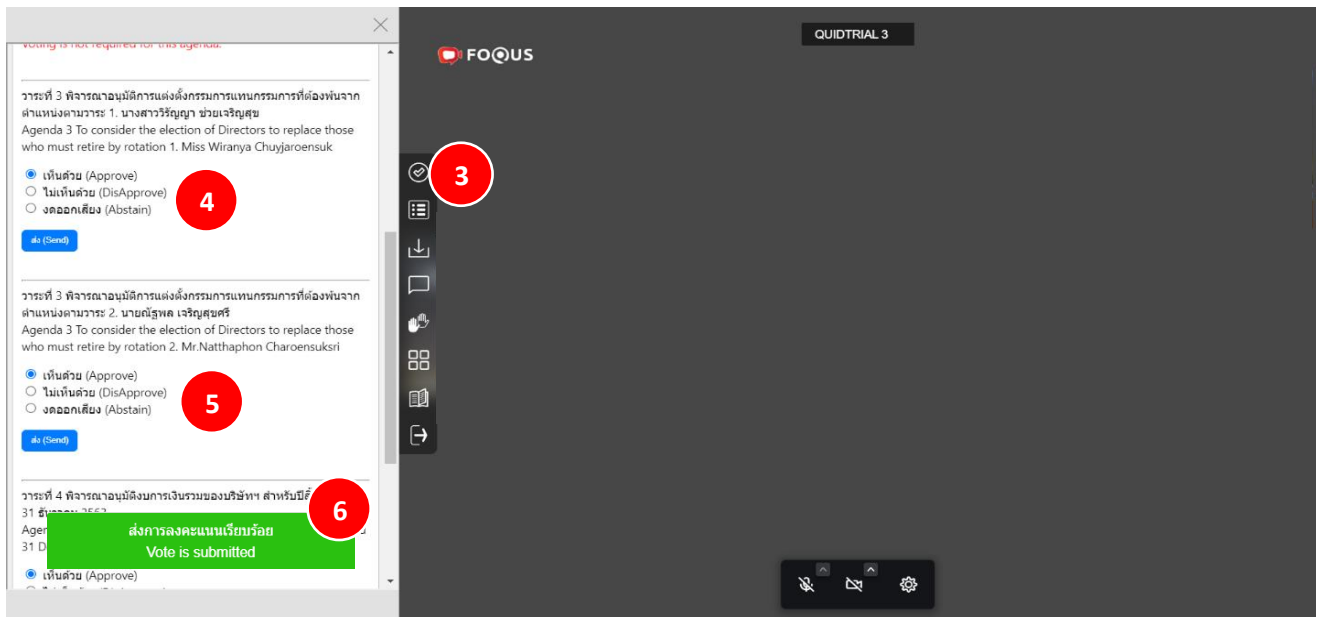 Voting is not required for this agenda.
QUIDTRIAL 3
FOQUS
วาระที่ 3 พิจารณาอนุมัติการแต่งตั้งกรรมการแทนกรรมการที่ต้องพ้นจาก
ตำแหน่งตามวาระ 1. นางสาววิรัญญา ช่วยเจริญสุข
Agenda 3 To consider the election of Directors to replace those
who must retire by rotation 1. Miss Wiranya Chuyjaroensuk
เห็นด้วย (Approve)
ไม่เห็นด้วย (DisApprove)
งดออกเสียง (Abstain)
ส่ง (Send)
3
4
วาระที่ 3 พิจารณาอนุมัติการแต่งตั้งกรรมการแทนกรรมการที่ต้องพ้นจาก
ตำแหน่งตามวาระ 2. นายณัฐพล เจริญสุขศรี
Agenda 3 To consider the election of Directors to replace those
who must retire by rotation 2. Mr.Natthaphon Charoensuksri
เห็นด้วย (Approve)
ไม่เห็นด้วย (DisApprove)
งดออกเสียง (Abstain)
ส่ง (Send)
5
วาระที่ 4 พิจารณาอนุมัติงบการเงินรวมของบริษัทฯ สำหรับ
31
6
31 D
ส่งการลงคะแนนเรียบร้อย
Vote is submitted
เห็นด้วย (Approve)